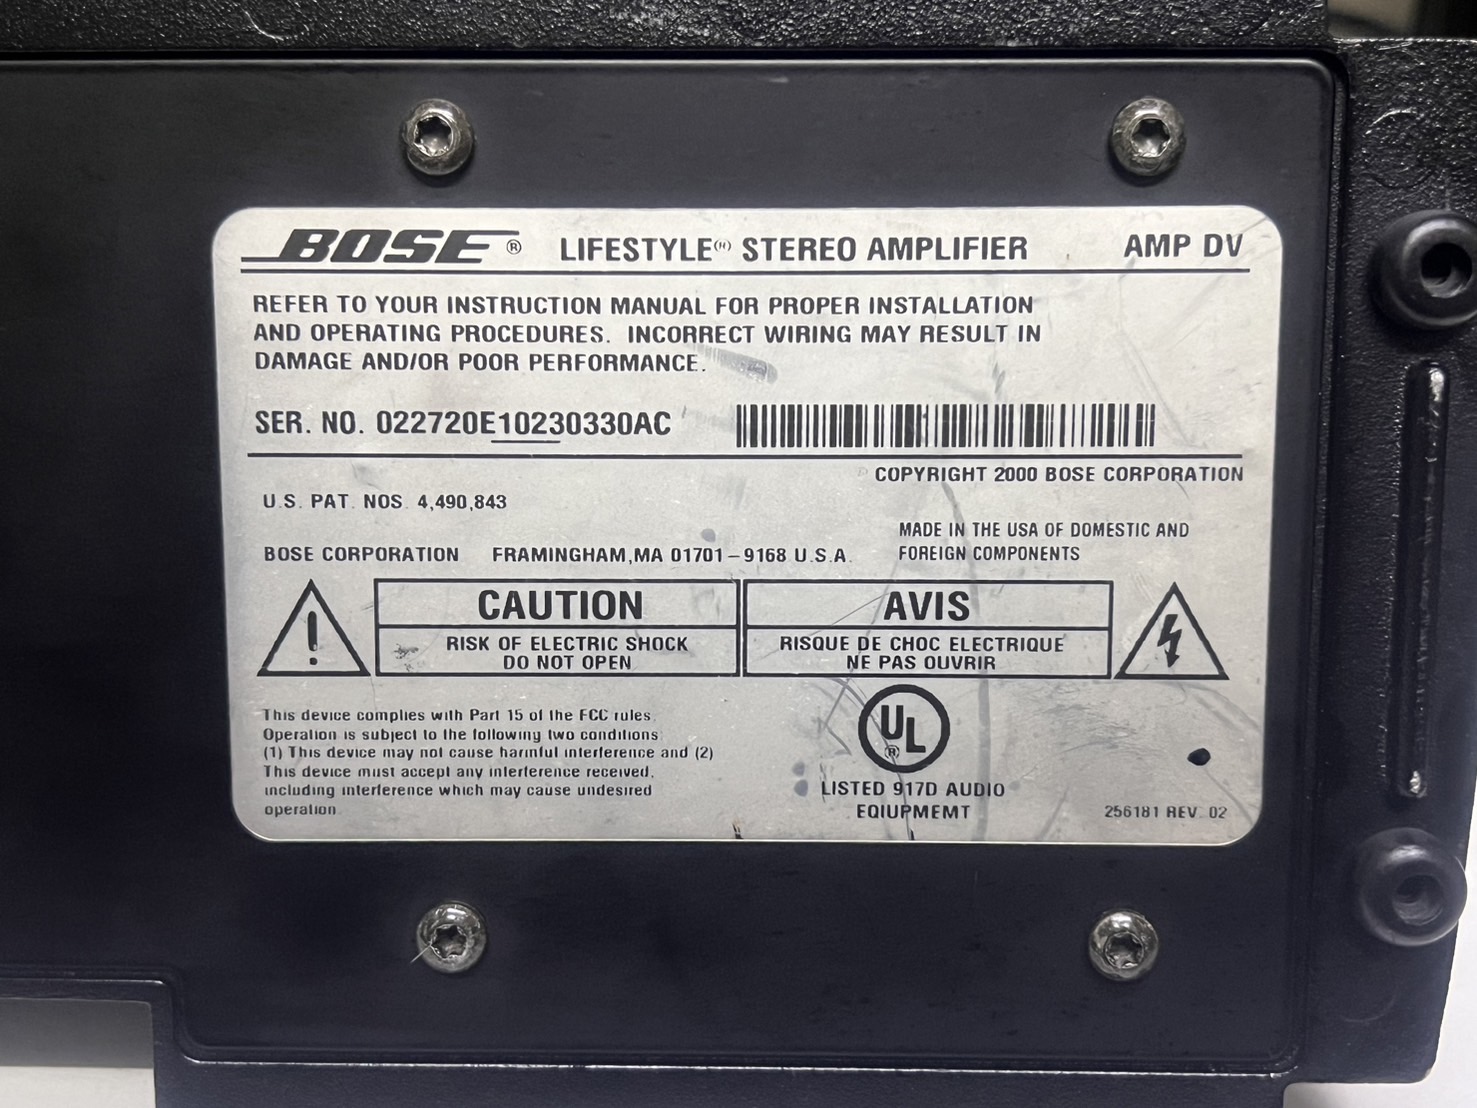 BOSE® LIFESTYLE(R) STEREO AMPLIFIER AMP DV
REFER TO YOUR INSTRUCTION MANUAL FOR PROPER INSTALLATION
AND OPERATING PROCEDURES. INCORRECT WIRING MAY RESULT IN
DAMAGE AND/OR POOR PERFORMANCE.
SER. NO. 022720E10230330AC
COPYRIGHT 2000 BOSE CORPORATION
U.S. PAT. NOS. 4,490,843
MADE IN THE USA OF DOMESTIC AND
FOREIGN COMPONENTS
BOSE CORPORATION FRAMINGHAM,MA 01701-9168 U.S.A.
CAUTION
RISK OF ELECTRIC SHOCK
DO NOT OPEN
AVIS
RISQUE DE CHOC ELECTRIQUE
NE PAS OUVRIR
This device complies with Part 15 of the FCC rules.
Operation is subject to the following two conditions
(1) This device may not cause harmful interference and (2)
This device must accept any interference received,
including interference which may cause undesired
operation.
UL®
LISTED 917D AUDIO
EQIUPMEMT
256181 REV. 02